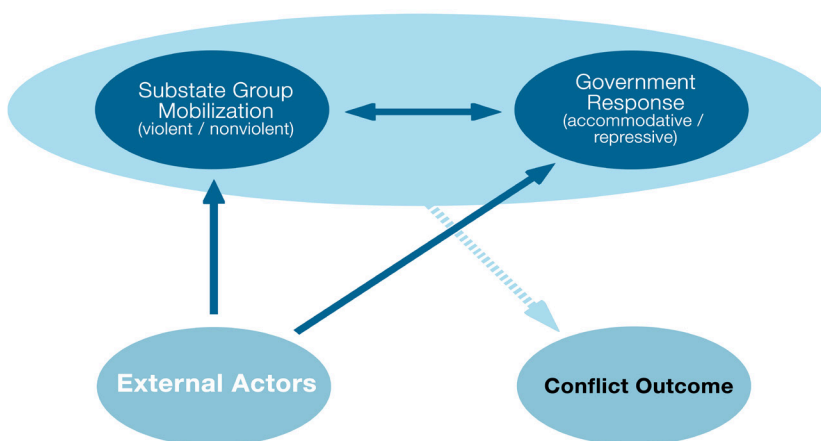 Substate Group
Mobilization
(violent / nonviolent)
Government
Response
(accommodative /
repressive)
External Actors
Conflict Outcome